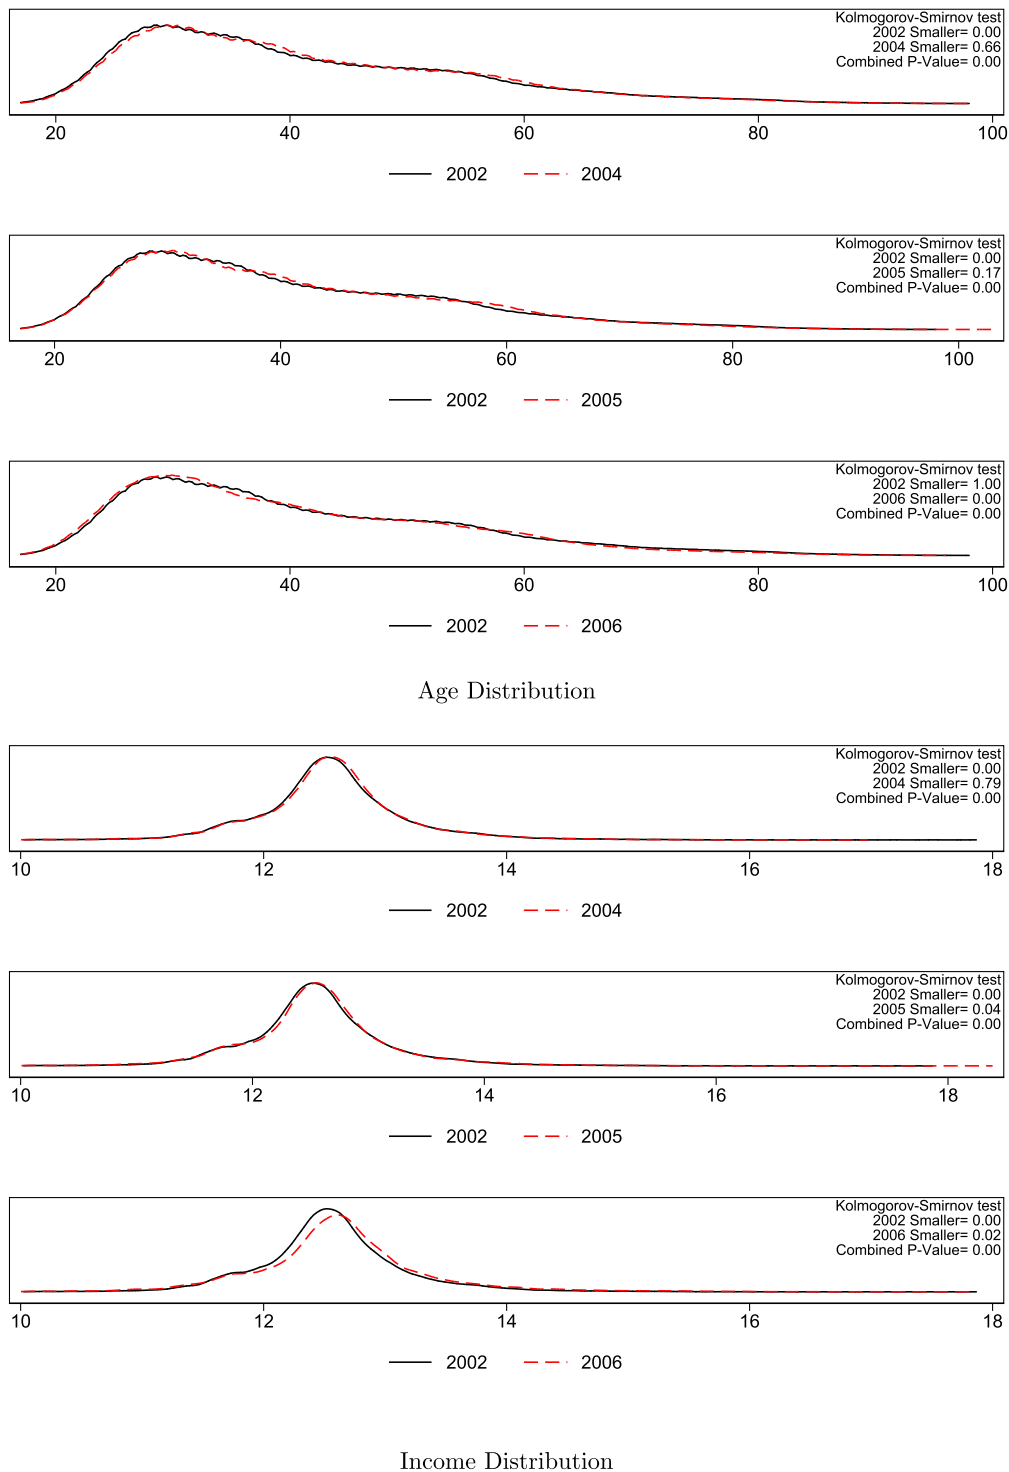 Kolmogorov-Smirnov test
2002 Smaller= 0.00
2004 Smaller= 0.66
Combined P-Value= 0.00
20 40 60 80 100
2002 2004
Kolmogorov-Smirnov test
2002 Smaller= 0.00
2005 Smaller= 0.17
Combined P-Value= 0.00
20 40 60 80 100
2002 2005
Kolmogorov-Smirnov test
2002 Smaller= 1.00
2006 Smaller= 0.00
Combined P-Value= 0.00
20 40 60 80 100
2002 2006
Age Distribution
Kolmogorov-Smirnov test
2002 Smaller= 0.00
2004 Smaller= 0.79
Combined P-Value= 0.00
10 12 14 16 18
2002 2004
Kolmogorov-Smirnov test
2002 Smaller= 0.00
2005 Smaller= 0.04
Combined P-Value= 0.00
10 12 14 16 18
2002 2005
Kolmogorov-Smirnov test
2002 Smaller= 0.00
2006 Smaller= 0.02
Combined P-Value= 0.00
10 12 14 16 18
2002 2006
Income Distribution